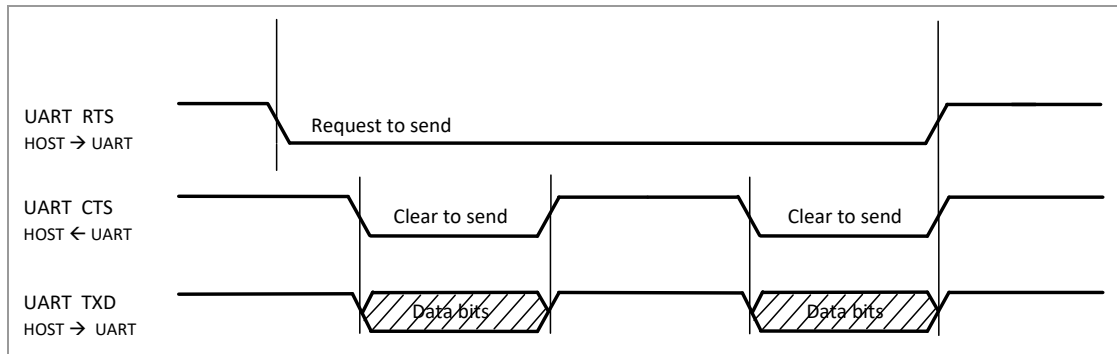 UART RTS
HOST → UART
Request to send
UART CTS
HOST ← UART
Clear to send
Clear to send
UART TXD
HOST → UART
Data bits
Data bits